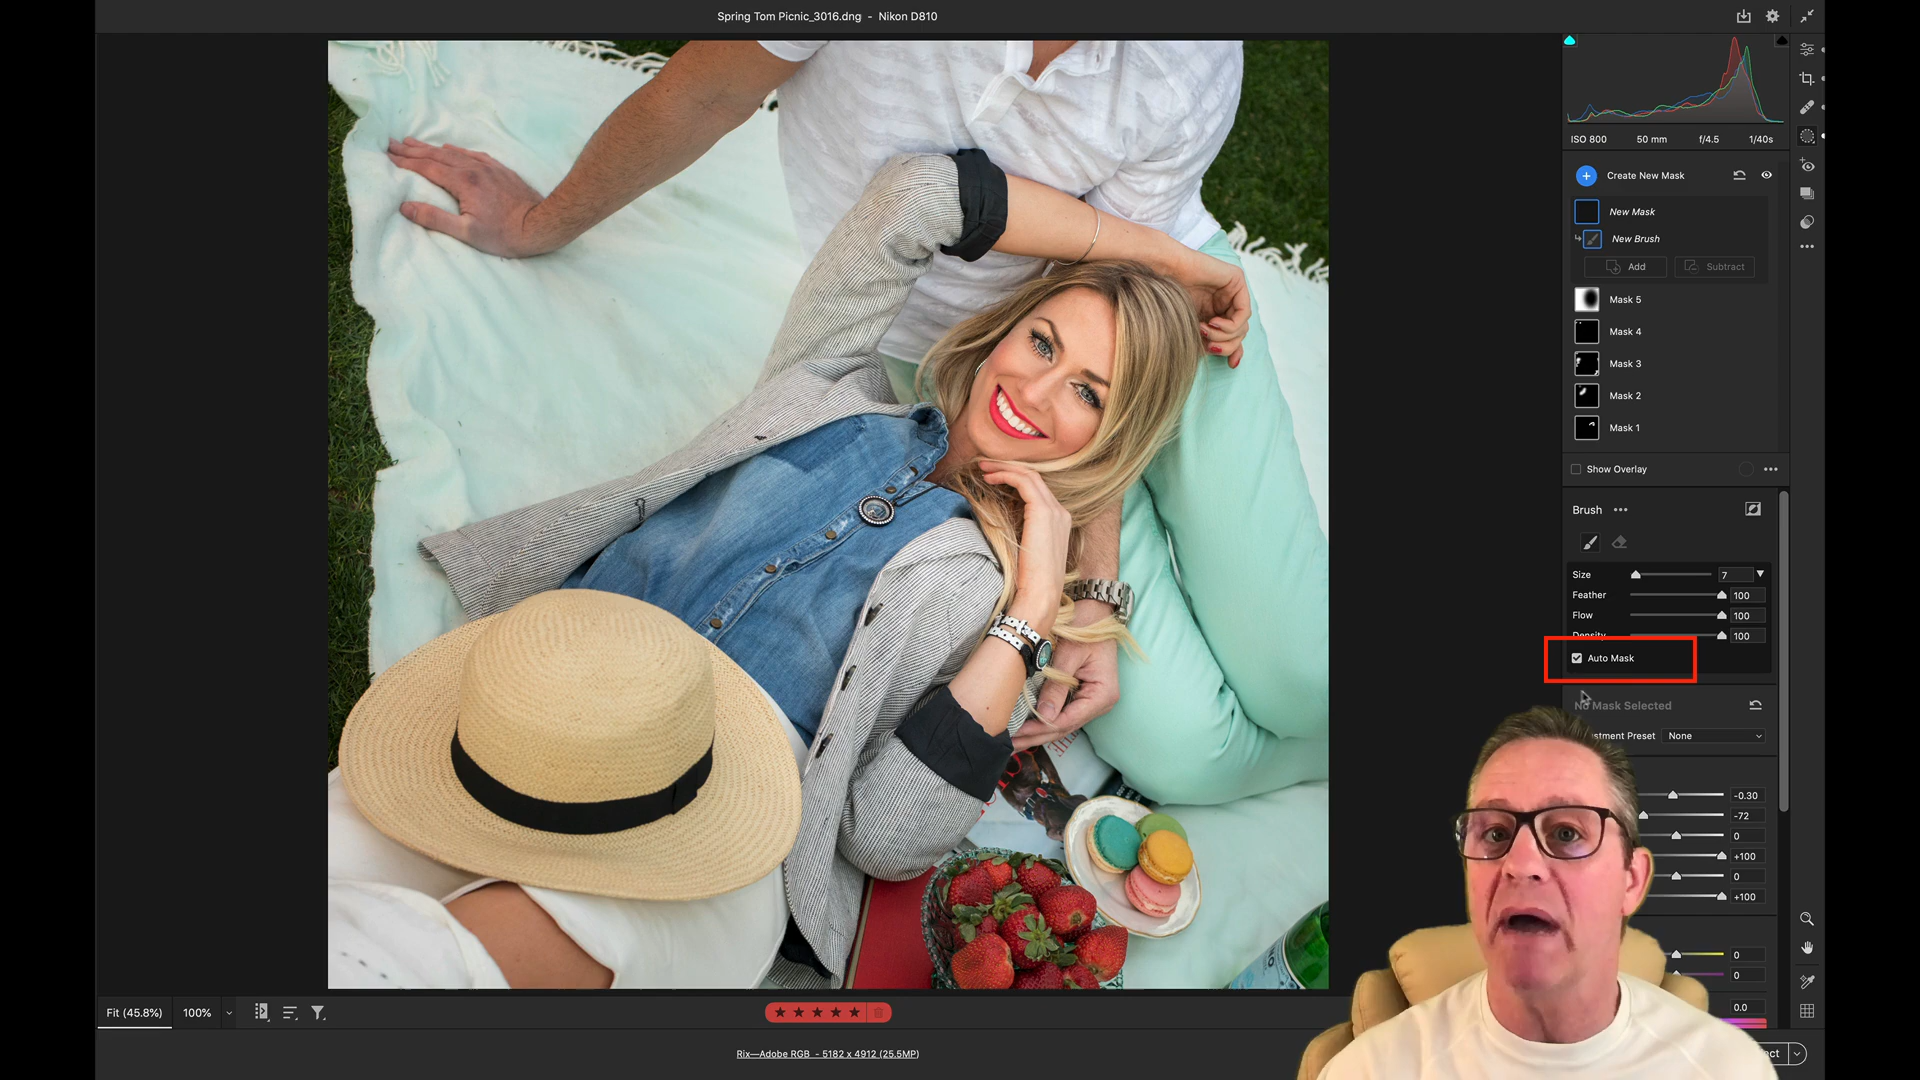 Spring Tom Picnic_3016.dng - Nikon D810
ISO 800 50 mm f/4.5 1/40s
Create New Mask
New Mask
New Brush
Add Subtract
Mask 5
Mask 4
Mask 3
Mask 2
Mask 1
Show Overlay
Brush
Size 7
Feather 100
Flow 100
Density 100
Auto Mask
No Mask Selected
stment Preset None
-0.30
-72
0
+100
0
+100
0
0
0.0
Fit (45.8%) 100%
Rix—Adobe RGB - 5182 x 4912 (25.5MP)
ct